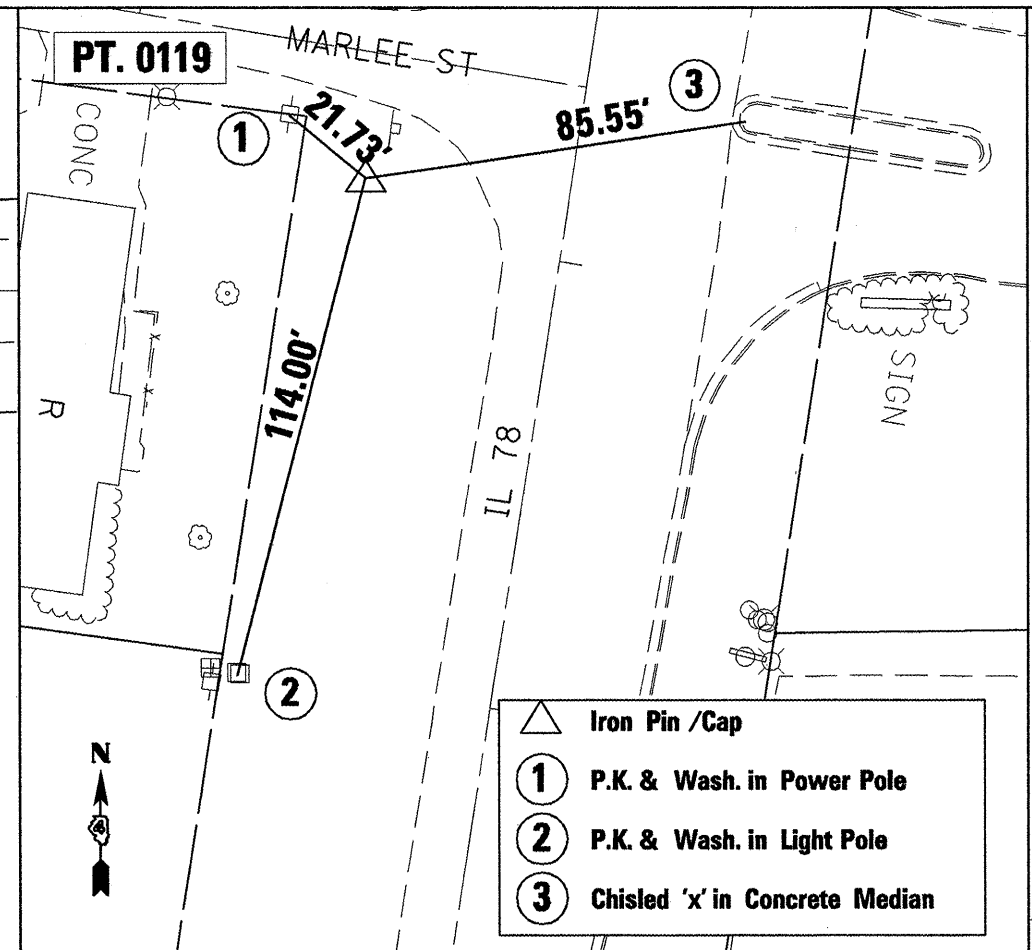 PT. 0119
MARLEE ST
CONC
1
21.73'
85.55'
3
114.00'
R
IL 78
SIGN
2
N
4
Iron Pin /Cap
1 P.K. & Wash. in Power Pole
2 P.K. & Wash. in Light Pole
3 Chisled 'x' in Concrete Median